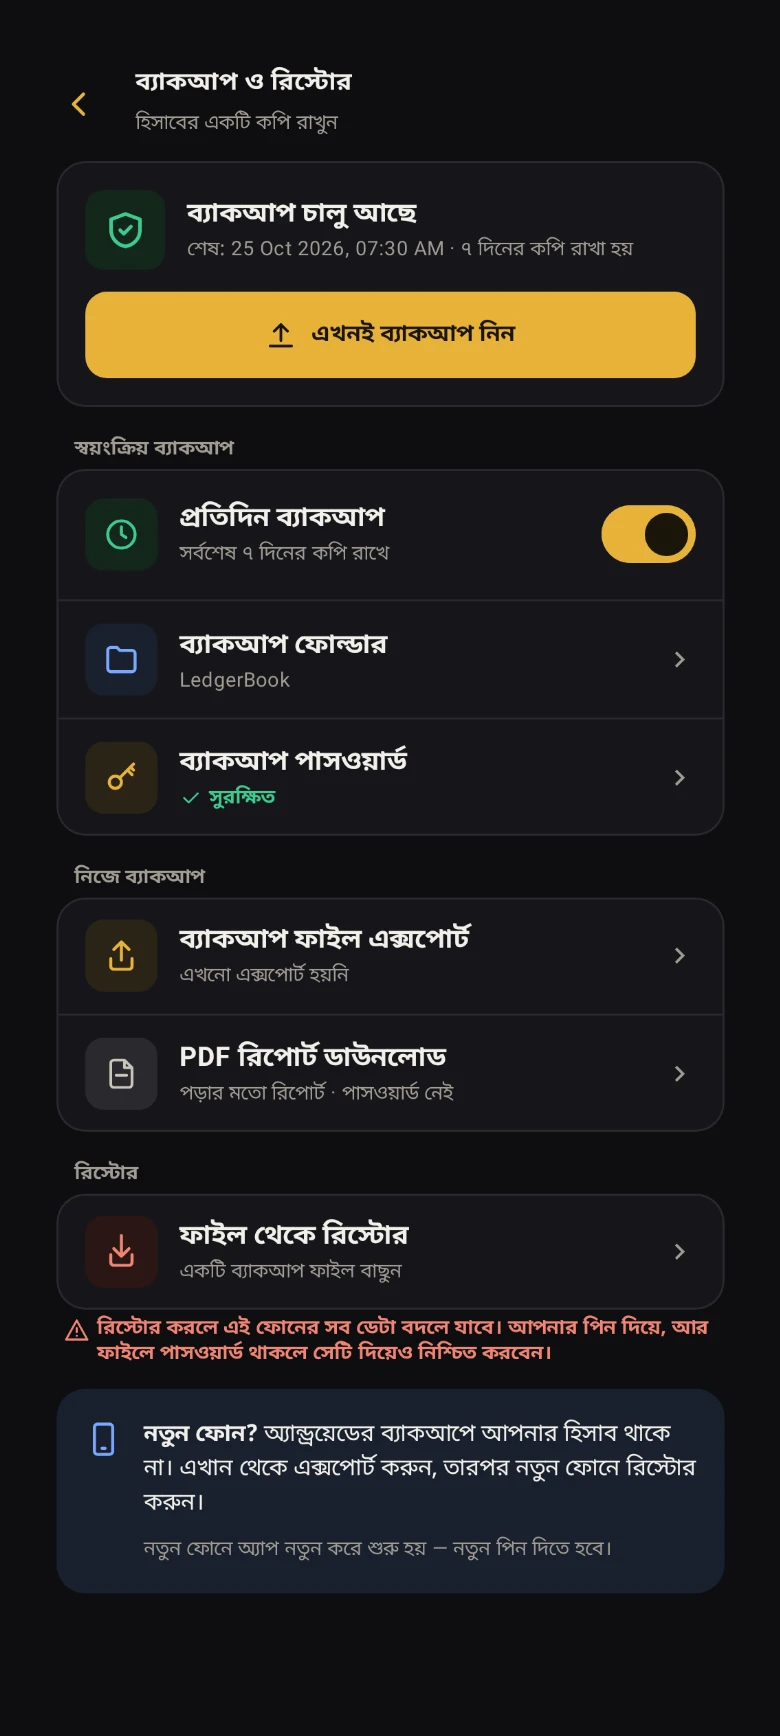 ব্যাকআপ ও রিস্টোর
হিসাবের একটি কপি রাখুন
ব্যাকআপ চালু আছে
শেষ: 25 Oct 2026, 07:30 AM · ৭ দিনের কপি রাখা হয়
এখনই ব্যাকআপ নিন
স্বয়ংক্রিয় ব্যাকআপ
প্রতিদিন ব্যাকআপ
সর্বশেষ ৭ দিনের কপি রাখে
ব্যাকআপ ফোল্ডার
LedgerBook
ব্যাকআপ পাসওয়ার্ড
সুরক্ষিত
নিজে ব্যাকআপ
ব্যাকআপ ফাইল এক্সপোর্ট
এখনো এক্সপোর্ট হয়নি
PDF রিপোর্ট ডাউনলোড
পড়ার মতো রিপোর্ট · পাসওয়ার্ড নেই
রিস্টোর
ফাইল থেকে রিস্টোর
একটি ব্যাকআপ ফাইল বাছুন
রিস্টোর করলে এই ফোনের সব ডেটা বদলে যাবে। আপনার পিন দিয়ে, আর
ফাইলে পাসওয়ার্ড থাকলে সেটি দিয়েও নিশ্চিত করবেন।
নতুন ফোন? অ্যান্ড্রয়েডের ব্যাকআপে আপনার হিসাব থাকে
না। এখান থেকে এক্সপোর্ট করুন, তারপর নতুন ফোনে রিস্টোর
করুন।
নতুন ফোনে অ্যাপ নতুন করে শুরু হয় — নতুন পিন দিতে হবে।